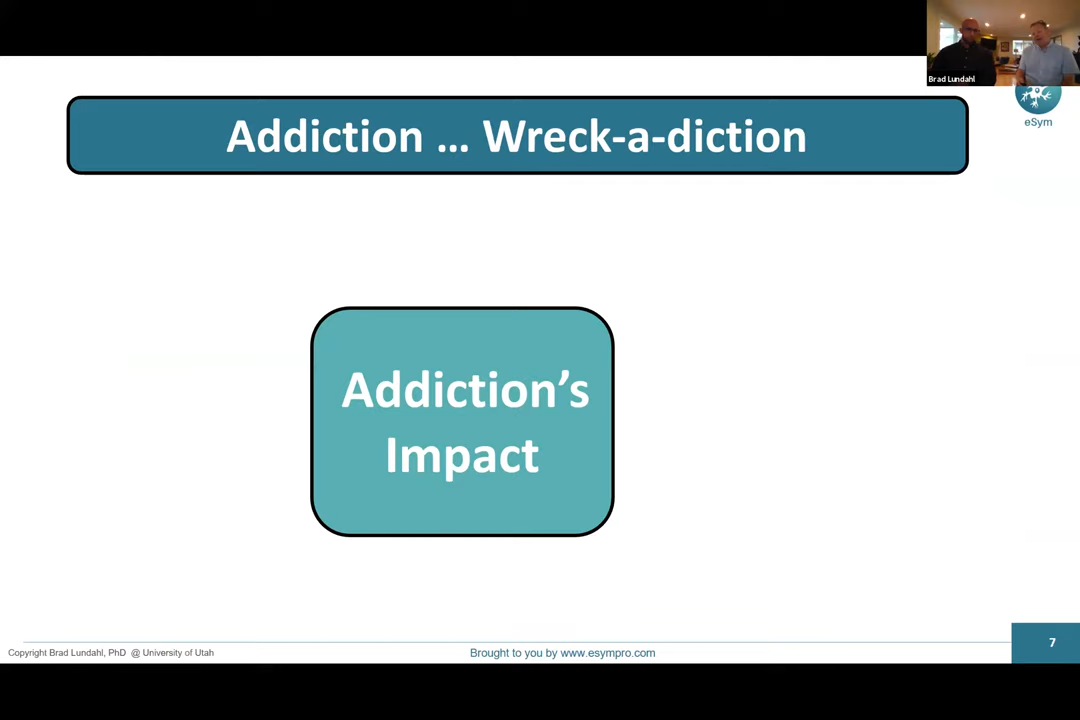 Brad Lundahl
eSym
Addiction ... Wreck-a-diction
Addiction’s
Impact
Copyright Brad Lundahl, PhD @ University of Utah
Brought to you by www.esympro.com
7